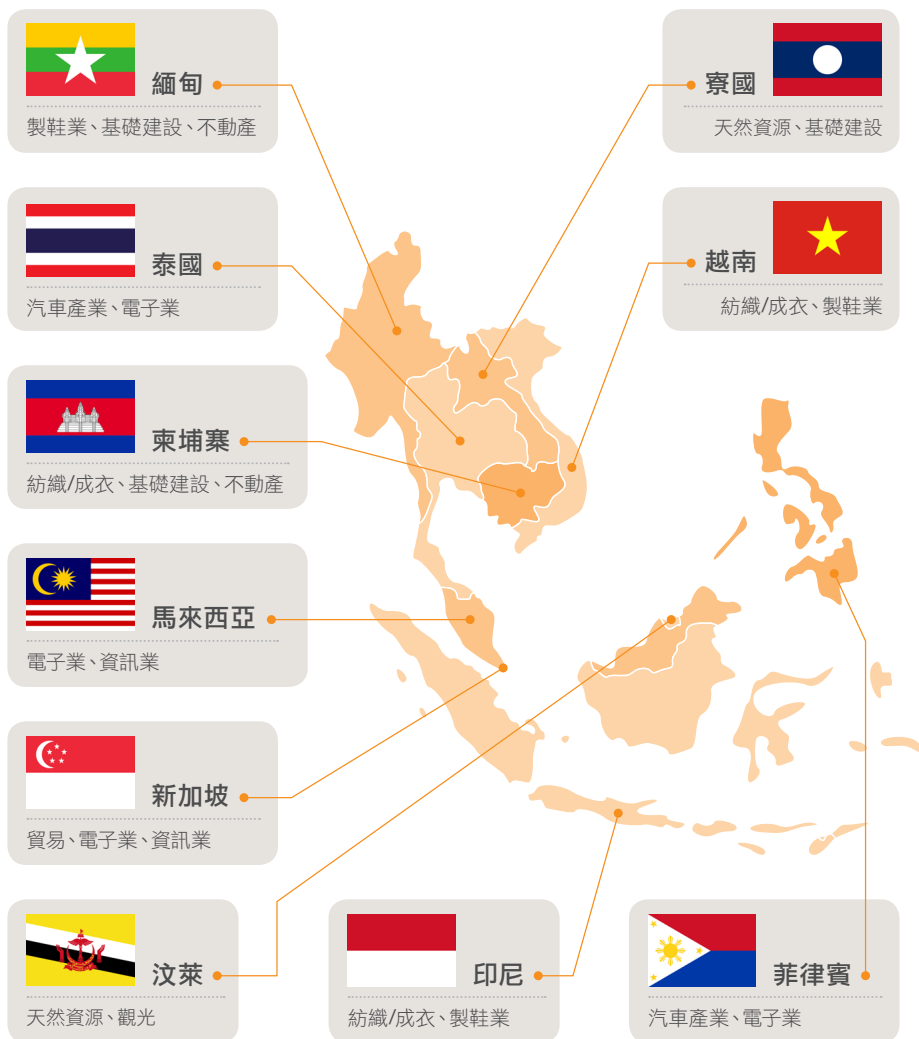 緬甸
製鞋業、基礎建設、不動產
寮國
天然資源、基礎建設
泰國
汽車產業、電子業
越南
紡織/成衣、製鞋業
柬埔寨
紡織/成衣、基礎建設、不動產
馬來西亞
電子業、資訊業
新加坡
貿易、電子業、資訊業
汶萊
天然資源、觀光
印尼
紡織/成衣、製鞋業
菲律賓
汽車產業、電子業